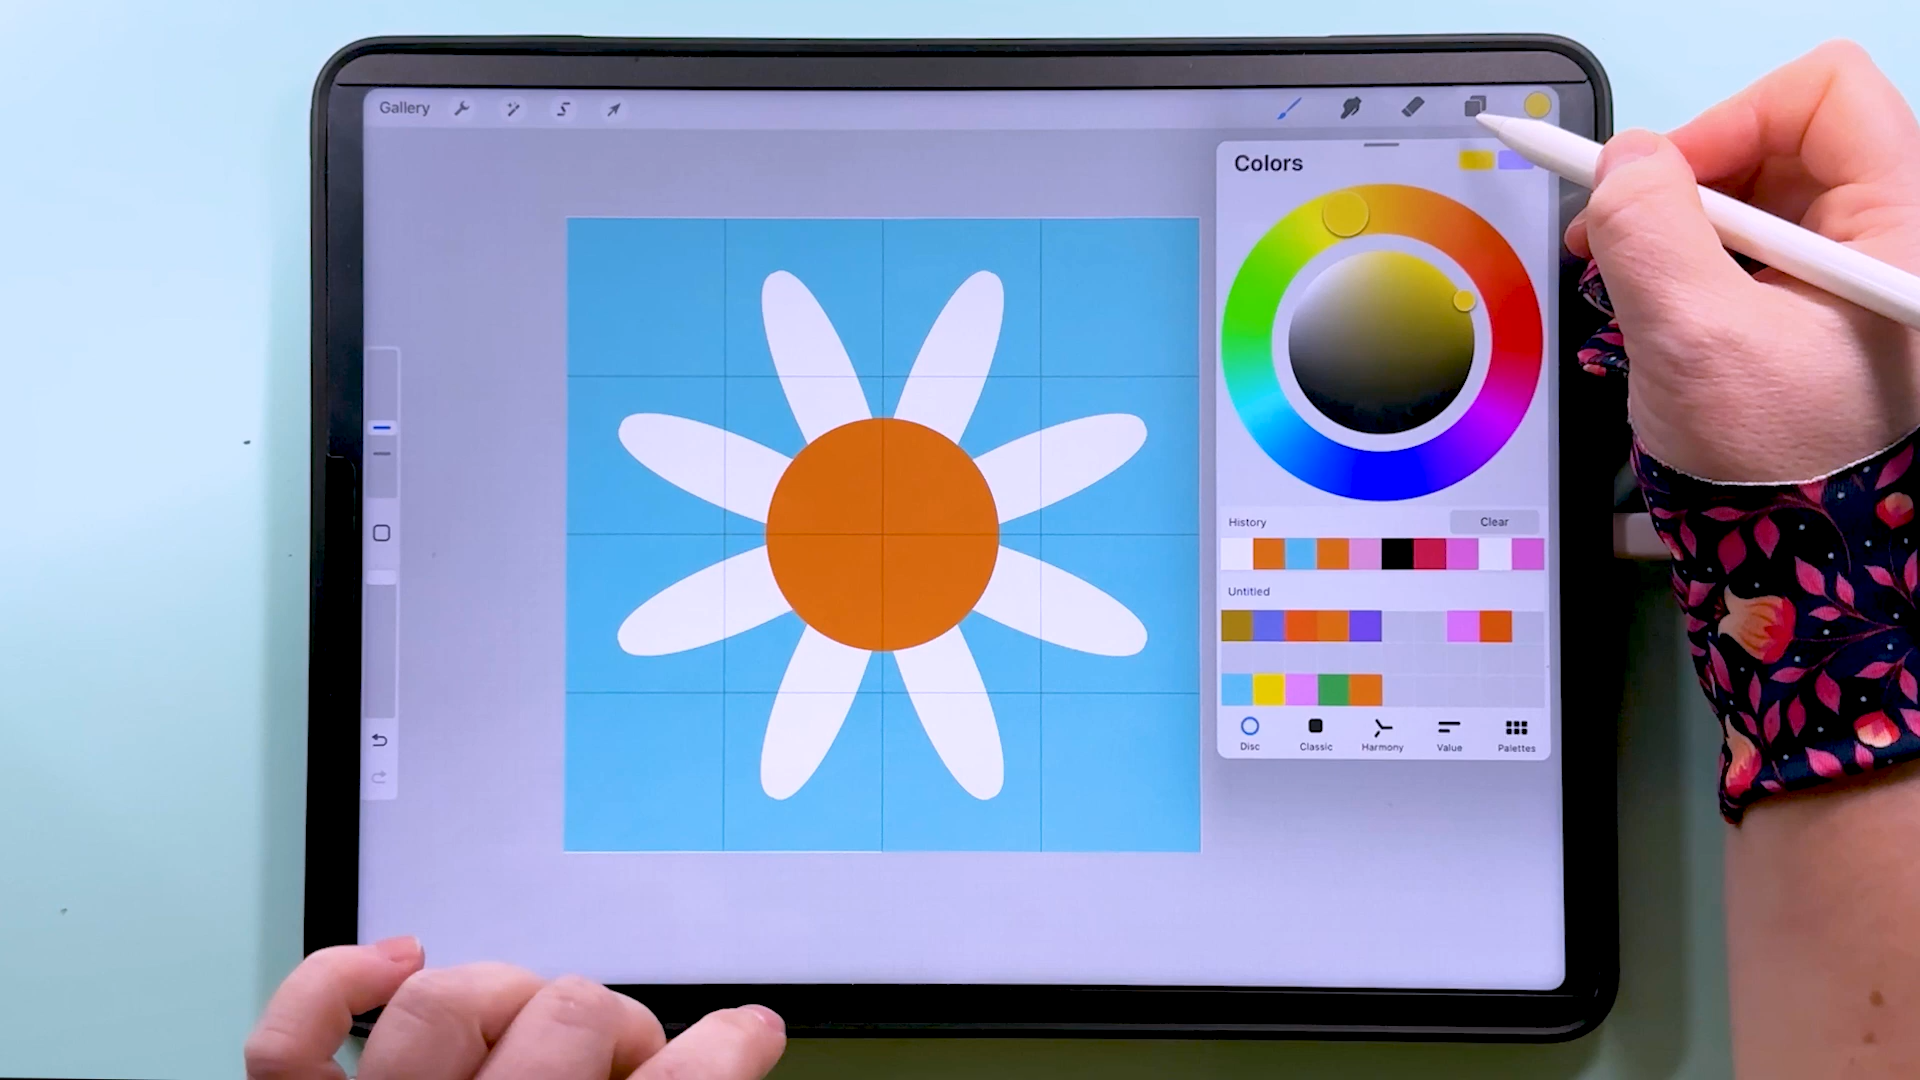 Gallery
Colors
History
Clear
Untitled
Disc
Classic
Harmony
Value
Palettes